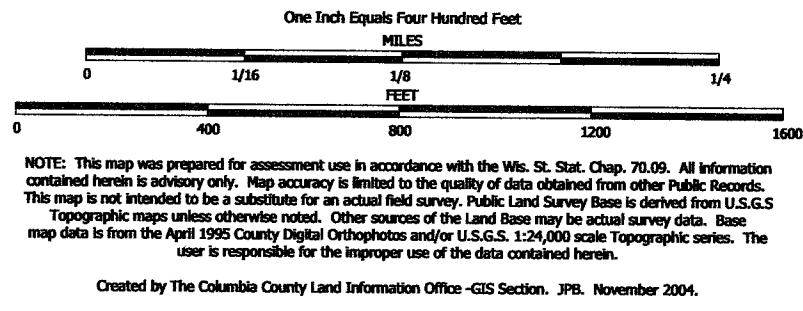 One Inch Equals Four Hundred Feet
MILES
0 1/16 1/8 1/4
FEET
0 400 800 1200 1600
NOTE: This map was prepared for assessment use in accordance with the Wis. St. Stat. Chap. 70.09. All information
contained herein is advisory only. Map accuracy is limited to the quality of data obtained from other Public Records.
This map is not intended to be a substitute for an actual field survey. Public Land Survey Base is derived from U.S.G.S
Topographic maps unless otherwise noted. Other sources of the Land Base may be actual survey data. Base
map data is from the April 1995 County Digital Orthophotos and/or U.S.G.S. 1:24,000 scale Topographic series. The
user is responsible for the improper use of the data contained herein.
Created by The Columbia County Land Information Office -GIS Section. JPB. November 2004.